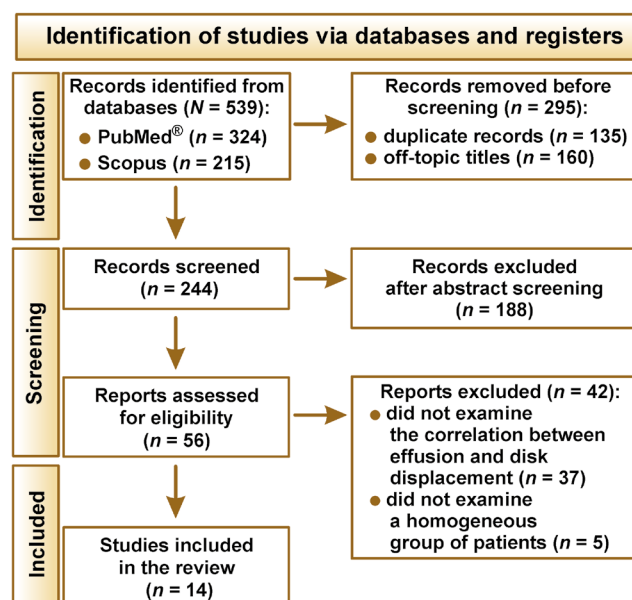 Identification of studies via databases and registers
Identification
Records identified from
databases (N = 539):
● PubMed® (n = 324)
● Scopus (n = 215)
Records removed before
screening (n = 295):
● duplicate records (n = 135)
● off-topic titles (n = 160)
Screening
Records screened
(n = 244)
Records excluded
after abstract screening
(n = 188)
Reports assessed
for eligibility
(n = 56)
Reports excluded (n = 42):
● did not examine
the correlation between
effusion and disk
displacement (n = 37)
● did not examine
a homogeneous
group of patients (n = 5)
Included
Studies included
in the review
(n = 14)